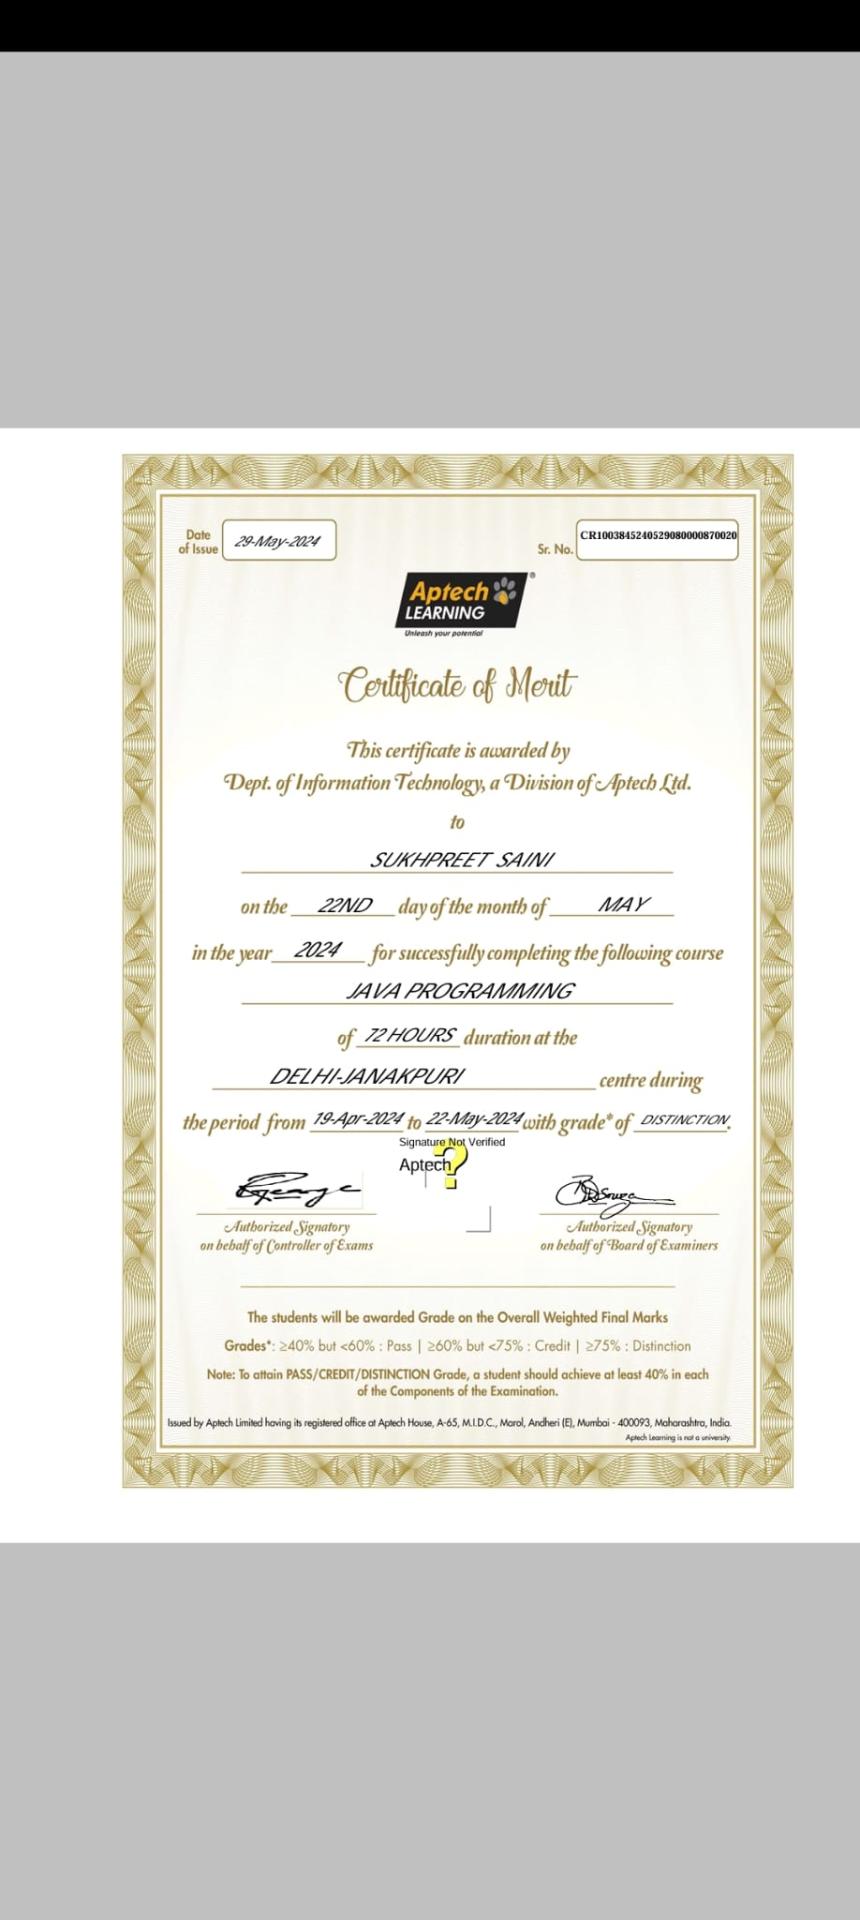 Date
of Issue
29-May-2024
Sr. No.
CR1003845240529080000870020
Aptech
LEARNING
®
Unleash your potential
Certificate of Merit
This certificate is awarded by
Dept. of Information Technology, a Division of Aptech Ltd.
to
SUKHPREET SAINI
on the 22ND day of the month of MAY
in the year 2024 for successfully completing the following course
JAVA PROGRAMMING
of 72 HOURS duration at the
DELHI-JANAKPURI centre during
the period from 19-Apr-2024 to 22-May-2024 with grade* of DISTINCTION.
Signature Not Verified
Aptech
?
Authorized Signatory
on behalf of Controller of Exams
Authorized Signatory
on behalf of Board of Examiners
The students will be awarded Grade on the Overall Weighted Final Marks
Grades*: ≥40% but <60% : Pass | ≥60% but <75% : Credit | ≥75% : Distinction
Note: To attain PASS/CREDIT/DISTINCTION Grade, a student should achieve at least 40% in each
of the Components of the Examination.
Issued by Aptech Limited having its registered office at Aptech House, A-65, M.I.D.C., Marol, Andheri (E), Mumbai - 400093, Maharashtra, India.
Aptech Learning is not a university.